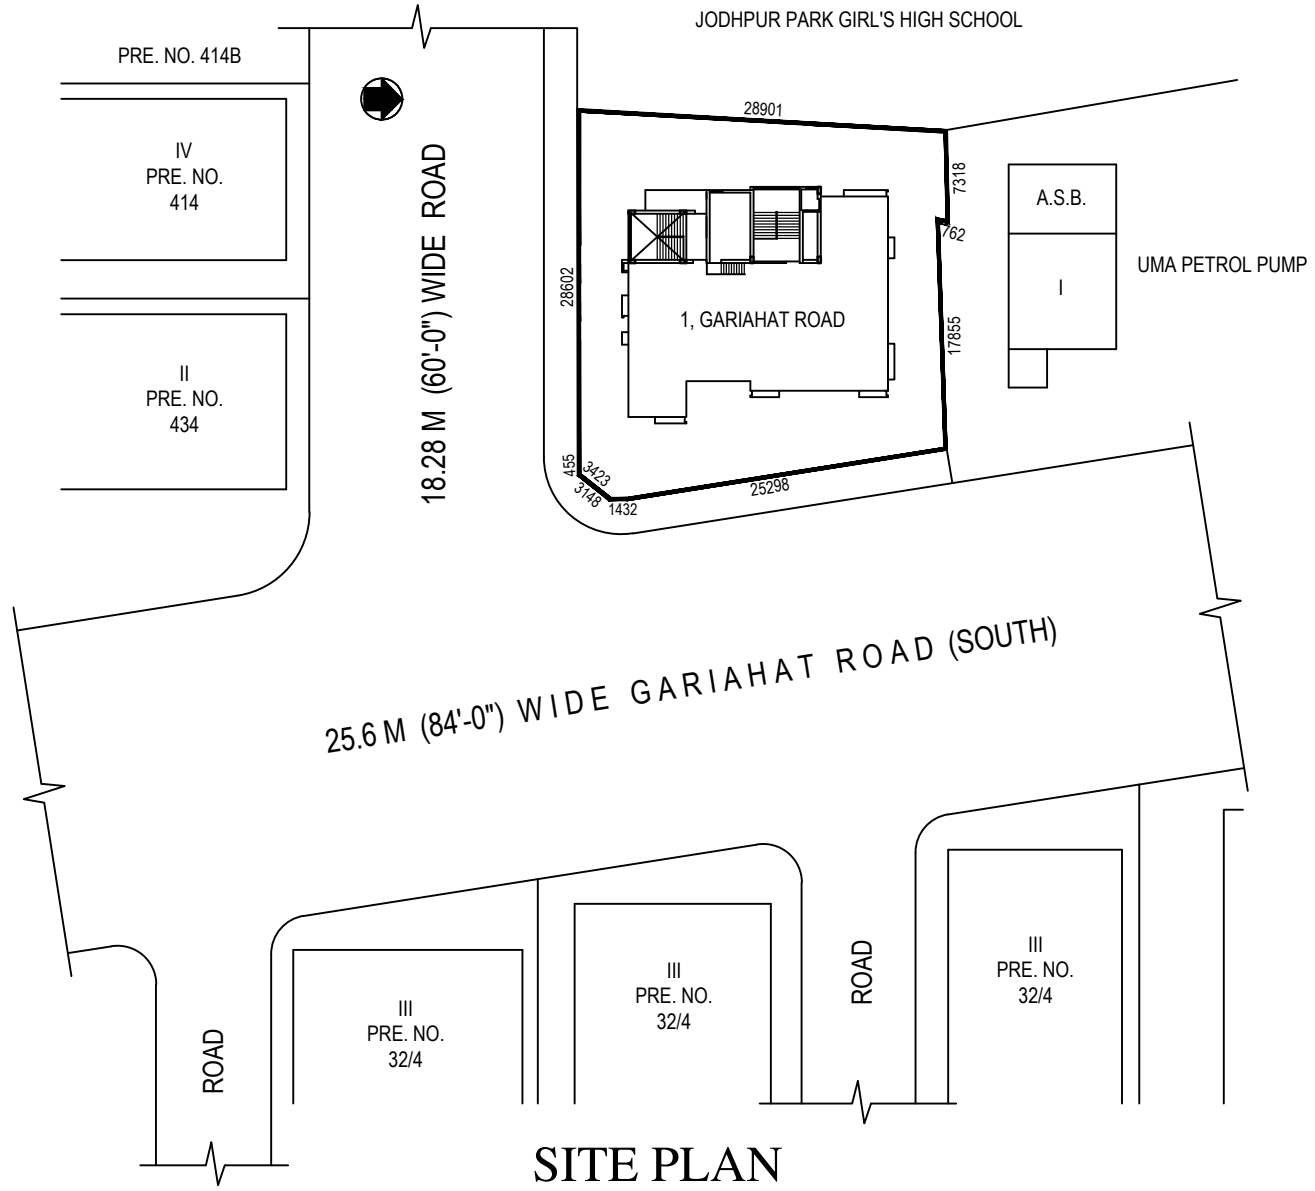 JODHPUR PARK GIRL'S HIGH SCHOOL
PRE. NO. 414B
28901
IV
PRE. NO.
414
18.28 M (60'-0") WIDE ROAD
7318
A.S.B.
762
UMA PETROL PUMP
28602
I
1, GARIAHAT ROAD
17855
II
PRE. NO.
434
455
3423
3148
1432
25298
25.6 M (84'-0") WIDE GARIAHAT ROAD (SOUTH)
III
PRE. NO.
32/4
III
PRE. NO.
32/4
III
PRE. NO.
32/4
ROAD
ROAD
SITE PLAN